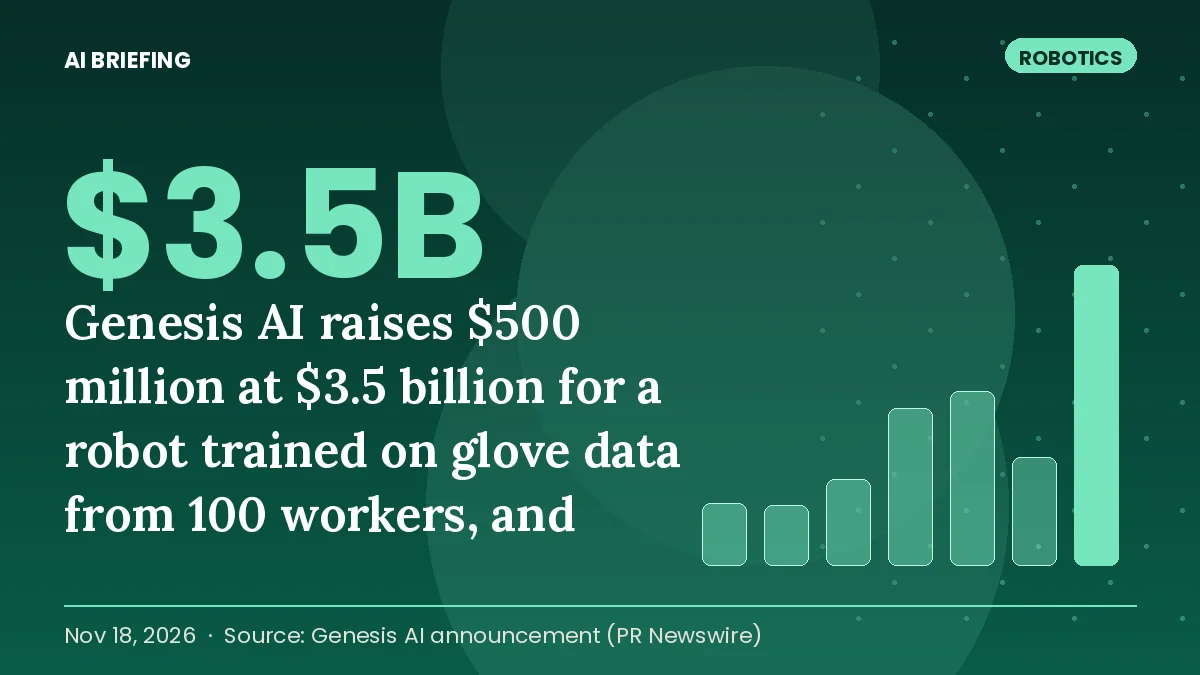 AI BRIEFING
ROBOTICS
$3.5B
Genesis AI raises $500
million at $3.5 billion for a
robot trained on glove data
from 100 workers, and
Nov 18, 2026 · Source: Genesis AI announcement (PR Newswire)